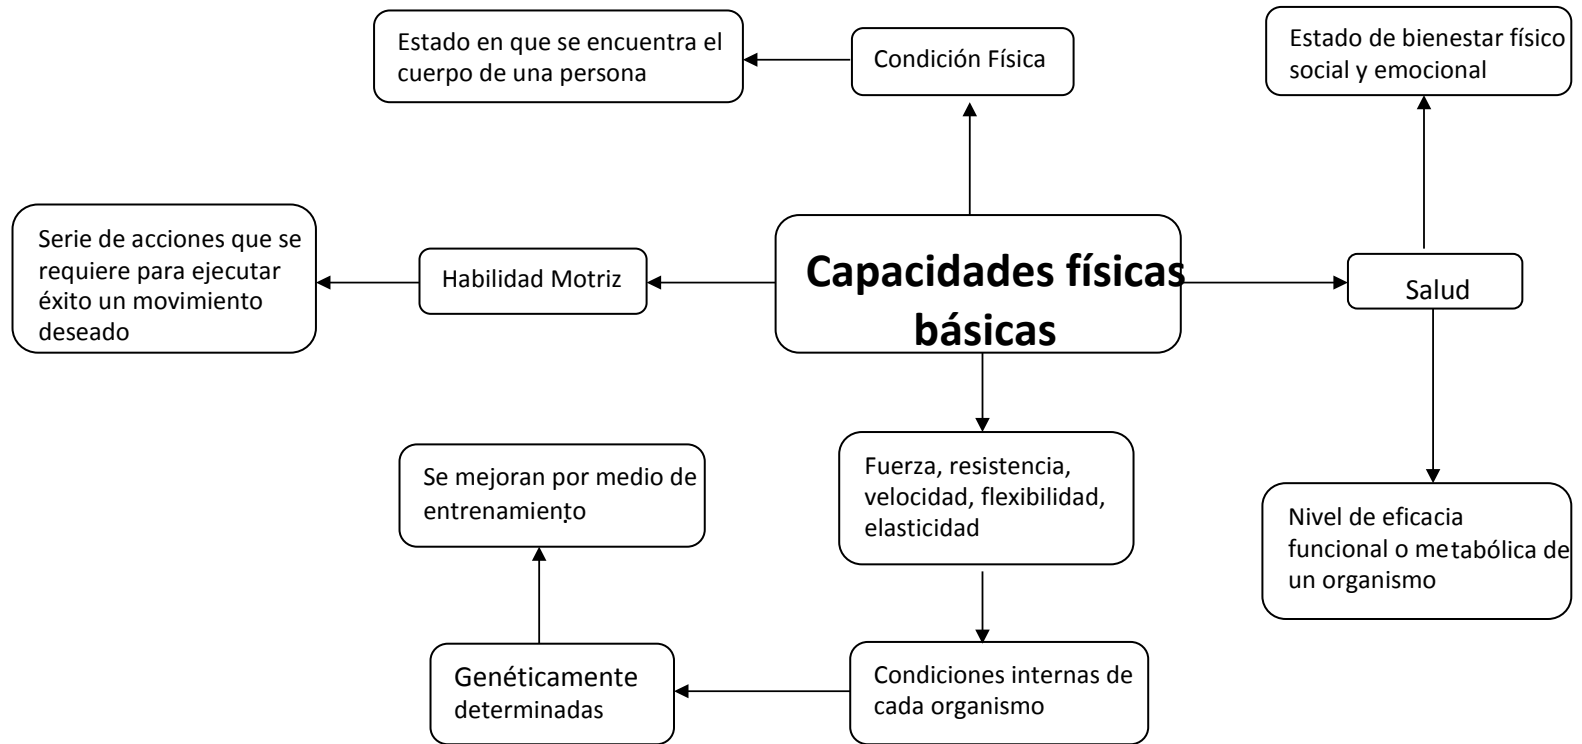 Estado en que se encuentra el
cuerpo de una persona
Condición Física
Estado de bienestar físico
social y emocional
Serie de acciones que se
requiere para ejecutar
éxito un movimiento
deseado
Habilidad Motriz
Capacidades físicas
básicas
Salud
Se mejoran por medio de
entrenamiento.
Fuerza, resistencia,
velocidad, flexibilidad,
elasticidad
Nivel de eficacia
funcional o metabólica de
un organismo
Genéticamente
determinadas
Condiciones internas de
cada organismo